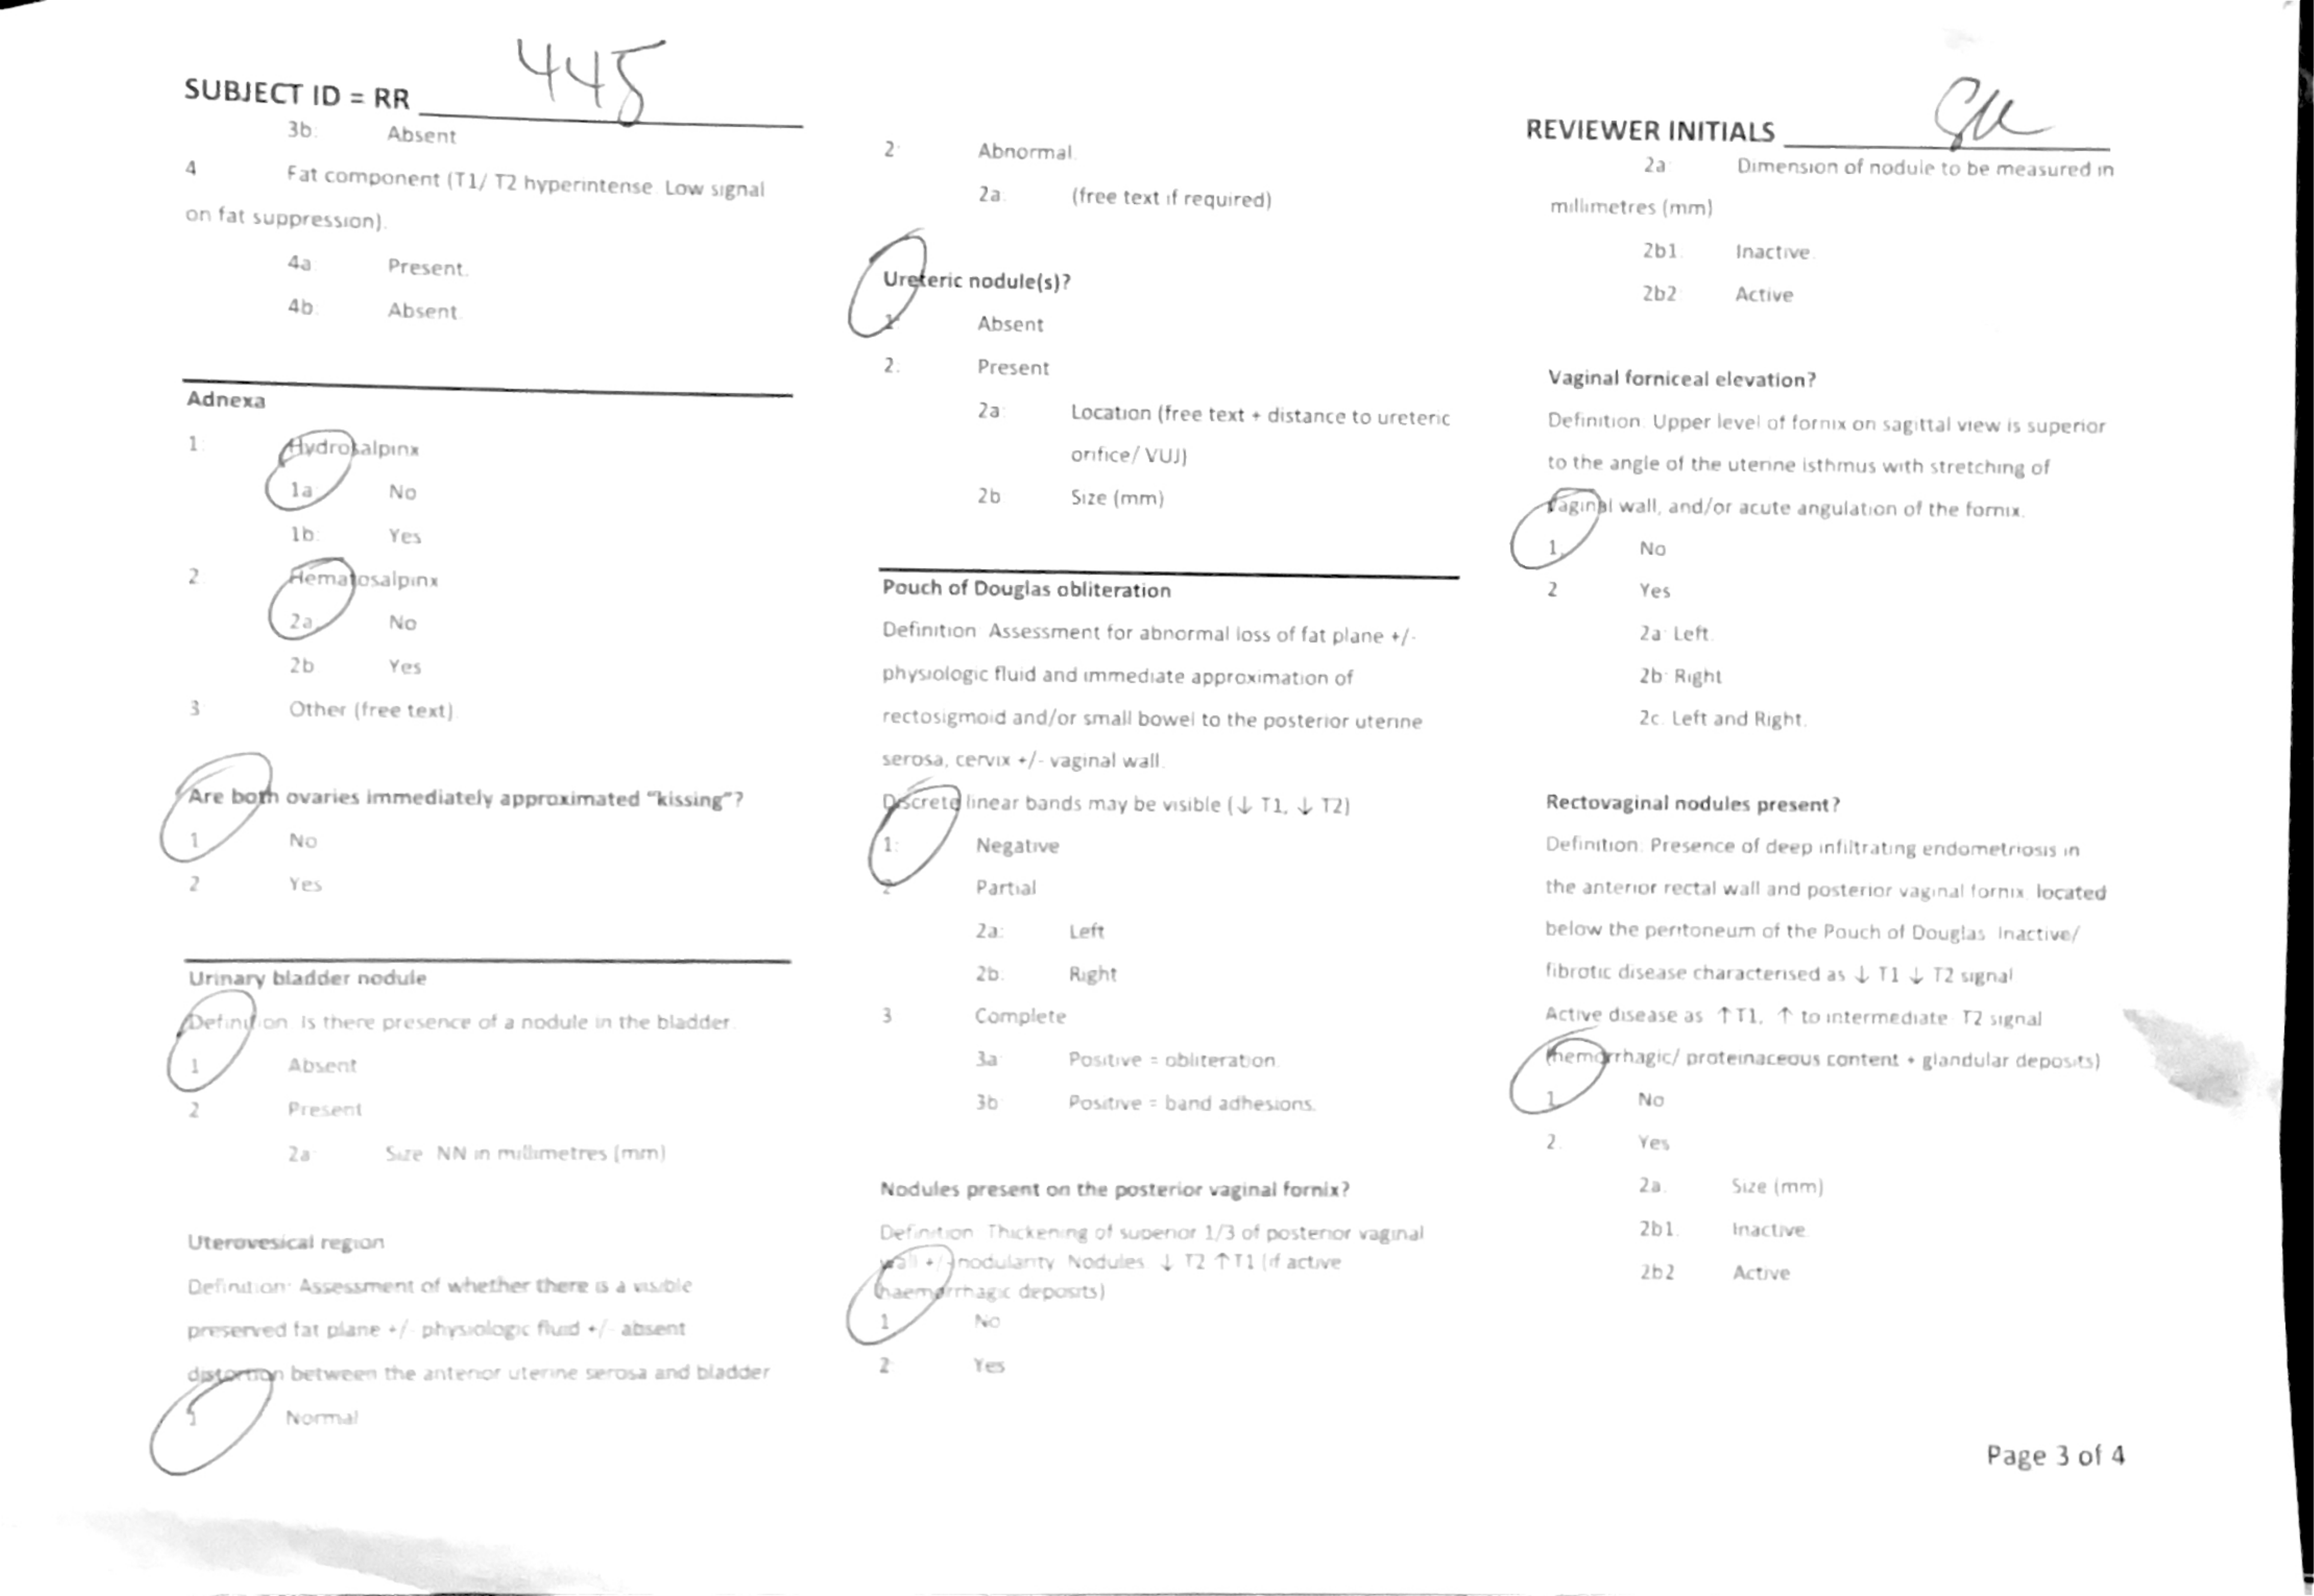 SUBJECT ID = RR 445
3b: Absent
4 Fat component (T1/ T2 hyperintense Low signal
on fat suppression).
4a: Present.
4b: Absent
Adnexa
1: Hydrosalpinx
1a No
1b: Yes
2 Hematosalpinx
2a No
2b Yes
3 Other (free text).
Are both ovaries immediately approximated "kissing"?
1 No
2 Yes
Urinary bladder nodule
Definition Is there presence of a nodule in the bladder.
1 Absent
2 Present
2a: Size NN in millimetres (mm)
Uterovesical region
Definition: Assessment of whether there is a visible
preserved fat plane +/- physiologic fluid +/- absent
distortion between the anterior uterine serosa and bladder
1 Normal
2: Abnormal.
2a: (free text if required)
Ureteric nodule(s)?
1 Absent
2. Present
2a: Location (free text + distance to ureteric
orifice/ VUJ)
2b Size (mm)
Pouch of Douglas obliteration
Definition Assessment for abnormal loss of fat plane +/-
physiologic fluid and immediate approximation of
rectosigmoid and/or small bowel to the posterior uterine
serosa, cervix +/- vaginal wall.
Discrete linear bands may be visible (↓ T1, ↓ T2)
1: Negative
2 Partial
2a: Left
2b: Right
3 Complete
3a: Positive = obliteration.
3b Positive = band adhesions.
Nodules present on the posterior vaginal fornix?
Definition Thickening of superior 1/3 of posterior vaginal
wall +/- nodularity Nodules ↓ T2 ↑T1 (if active
haemorrhagic deposits)
1 No
2 Yes
REVIEWER INITIALS
2a: Dimension of nodule to be measured in
millimetres (mm)
2b1: Inactive.
2b2: Active
Vaginal forniceal elevation?
Definition: Upper level of fornix on sagittal view is superior
to the angle of the uterine isthmus with stretching of
vaginal wall, and/or acute angulation of the fornix.
1. No
2 Yes
2a: Left.
2b: Right
2c. Left and Right.
Rectovaginal nodules present?
Definition: Presence of deep infiltrating endometriosis in
the anterior rectal wall and posterior vaginal fornix located
below the peritoneum of the Pouch of Douglas Inactive/
fibrotic disease characterised as ↓ T1 ↓ T2 signal
Active disease as ↑T1, ↑ to intermediate T2 signal
(hemorrhagic/ proteinaceous content + glandular deposits)
1. No
2. Yes
2a. Size (mm)
2b1. Inactive
2b2 Active
Page 3 of 4